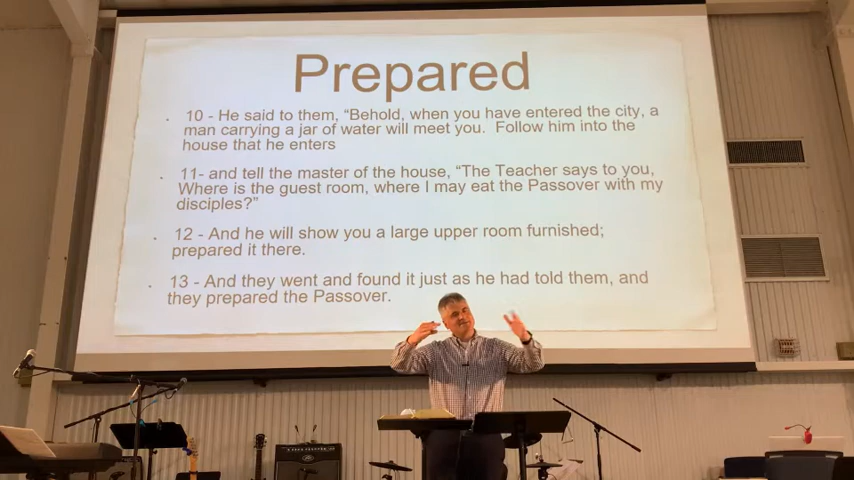 Prepared
. 10 - He said to them, “Behold, when you have entered the city, a
man carrying a jar of water will meet you. Follow him into the
house that he enters
. 11- and tell the master of the house, “The Teacher says to you,
Where is the guest room, where I may eat the Passover with my
disciples?”
. 12 - And he will show you a large upper room furnished;
prepared it there.
. 13 - And they went and found it just as he had told them, and
they prepared the Passover.